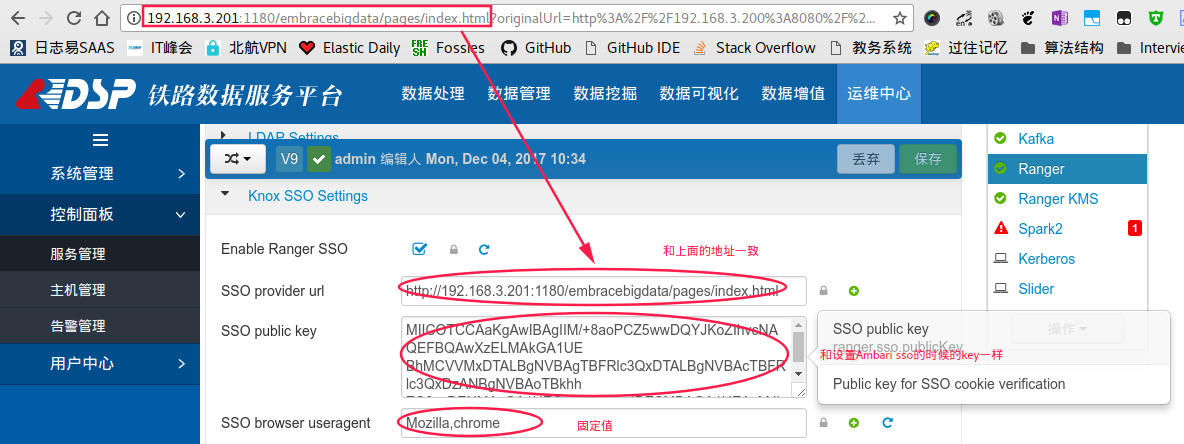 192.168.3.201:1180/embracebigdata/pages/index.html?originalUrl=http%3A%2F%2F192.168.3.200%3A8080%2F%2...
日志易SAAS IT峰会 北航VPN Elastic Daily Fossies GitHub GitHub IDE Stack Overflow 教务系统 过往记忆 算法结构 Intervie
DSP 铁路数据服务平台 数据处理 数据管理 数据挖掘 数据可视化 数据增值 运维中心
系统管理
控制面板
服务管理
主机管理
告警管理
用户中心
LDAP Settings
V9 admin 编辑人 Mon, Dec 04, 2017 10:34 丢弃 保存
Knox SSO Settings
Enable Ranger SSO
和上面的地址一致
SSO provider url http://192.168.3.201:1180/embracebigdata/pages/index.html
SSO public key MIICOTCCAaKgAwIBAgIIM/+8aoPCZ5wwDQYJKoZIhvcNA
QEFBQAwXzELMAkGA1UE
BhMCVVMxDTALBgNVBAgTBFRlc3QxDTALBgNVBAcTBFR
lc3QxDzANBgNVBAoTBkhh
SSO browser useragent Mozilla,chrome 固定值
Kafka
Ranger
Ranger KMS
Spark2 1
Kerberos
Slider
操作
SSO public key
ranger.sso.publicKey
和设置Ambari sso的时候的key一样
Public key for SSO cookie verification